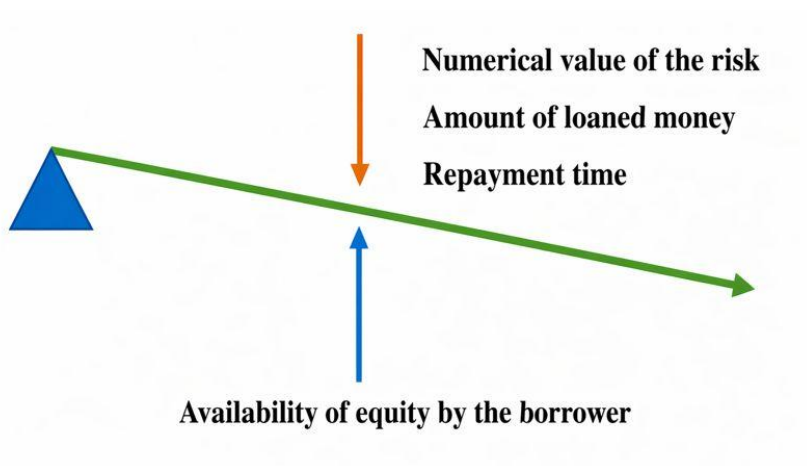 Numerical value of the risk
Amount of loaned money
Repayment time
Availability of equity by the borrower